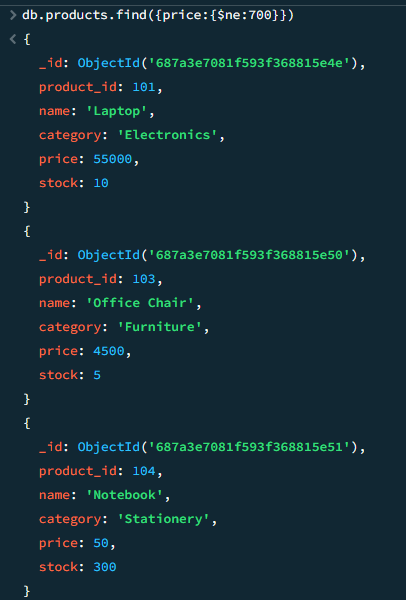 > db.products.find({price:{$ne:700}})
< {
_id: ObjectId('687a3e7081f593f368815e4e'),
product_id: 101,
name: 'Laptop',
category: 'Electronics',
price: 55000,
stock: 10
}
{
_id: ObjectId('687a3e7081f593f368815e50'),
product_id: 103,
name: 'Office Chair',
category: 'Furniture',
price: 4500,
stock: 5
}
{
_id: ObjectId('687a3e7081f593f368815e51'),
product_id: 104,
name: 'Notebook',
category: 'Stationery',
price: 50,
stock: 300
}